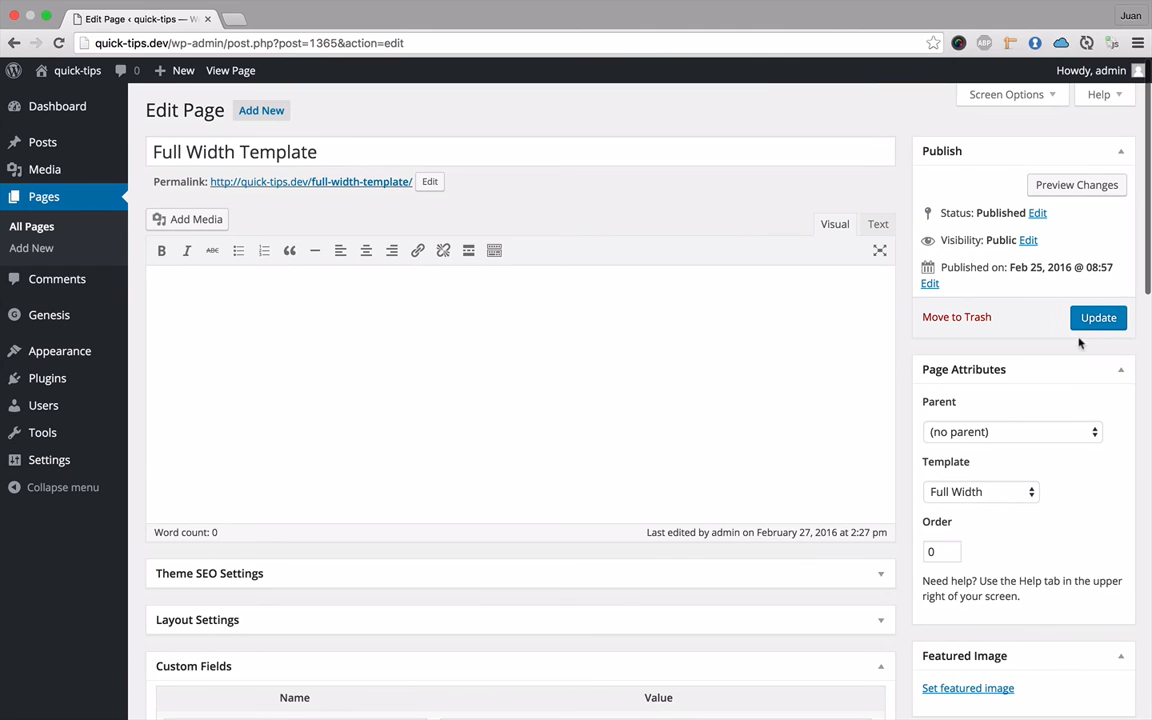 Edit Page ‹ quick-tips — W
Juan
quick-tips.dev/wp-admin/post.php?post=1365&action=edit
ABP
js
quick-tips
0
New
View Page
Howdy, admin
Dashboard
Posts
Media
Pages
All Pages
Add New
Comments
Genesis
Appearance
Plugins
Users
Tools
Settings
Collapse menu
Screen Options
Help
Edit Page
Add New
Full Width Template
Permalink: http://quick-tips.dev/full-width-template/ Edit
Add Media
Visual
Text
B I ABC
Word count: 0
Last edited by admin on February 27, 2016 at 2:27 pm
Theme SEO Settings
Layout Settings
Custom Fields
Name
Value
Publish
Preview Changes
Status: Published Edit
Visibility: Public Edit
Published on: Feb 25, 2016 @ 08:57
Edit
Move to Trash
Update
Page Attributes
Parent
(no parent)
Template
Full Width
Order
0
Need help? Use the Help tab in the upper
right of your screen.
Featured Image
Set featured image